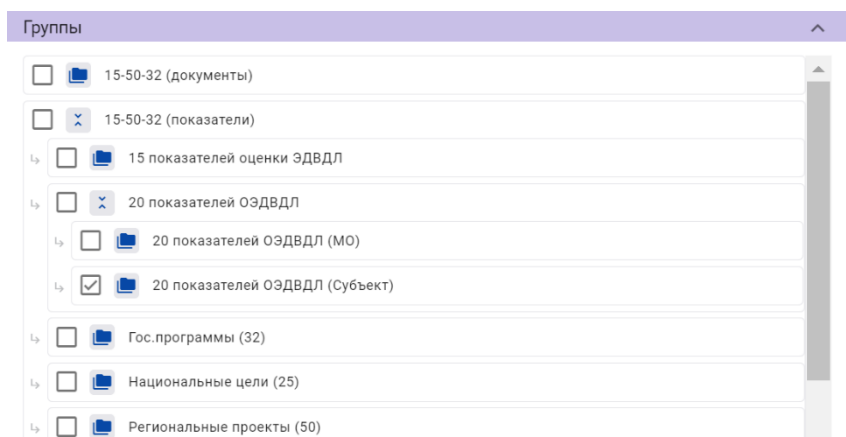 Группы
15-50-32 (документы)
15-50-32 (показатели)
15 показателей оценки ЭДВДЛ
20 показателей ОЭДВДЛ
20 показателей ОЭДВДЛ (МО)
20 показателей ОЭДВДЛ (Субъект)
Гос.программы (32)
Национальные цели (25)
Региональные проекты (50)